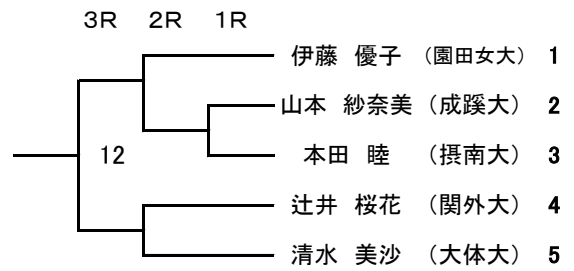 3R 2R 1R
伊藤 優子 （園田女大） 1
山本 紗奈美 （成蹊大） 2
12 本田 睦 （摂南大） 3
辻井 桜花 （関外大） 4
清水 美沙 （大体大） 5